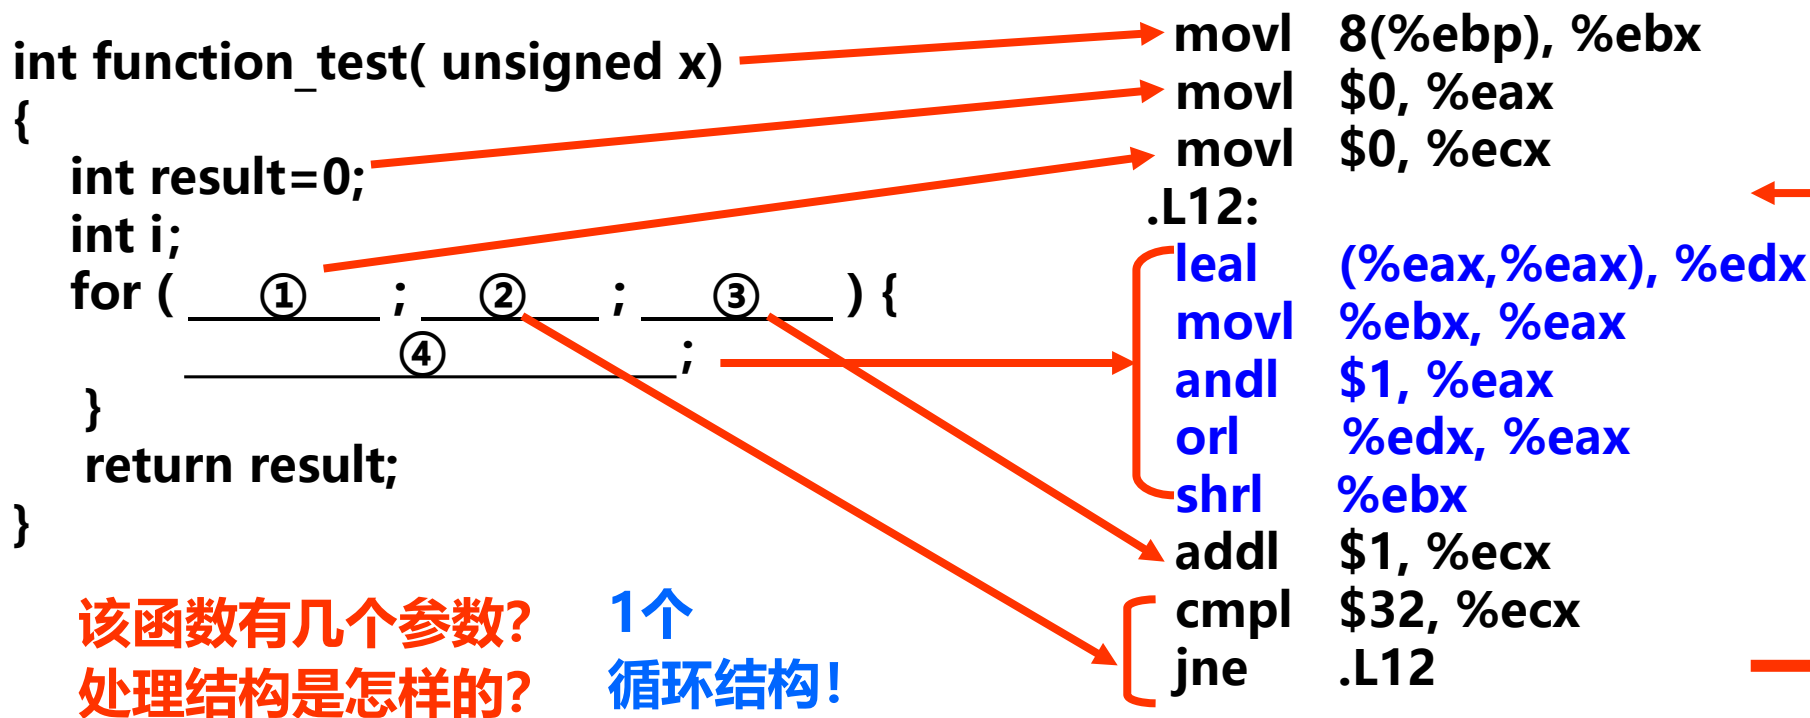 int function_test( unsigned x)
{
int result=0;
int i;
for ( ① ; ② ; ③ ) {
④ ;
}
return result;
}
该函数有几个参数？ 1个
处理结构是怎样的？ 循环结构！
movl 8(%ebp), %ebx
movl $0, %eax
movl $0, %ecx
.L12:
leal (%eax,%eax), %edx
movl %ebx, %eax
andl $1, %eax
orl %edx, %eax
shrl %ebx
addl $1, %ecx
cmpl $32, %ecx
jne .L12